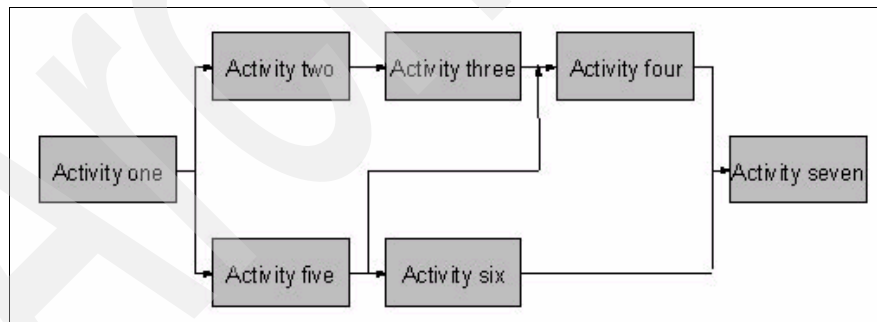 Activity two
Activity three
Activity four
Activity one
Activity seven
Activity five
Activity six